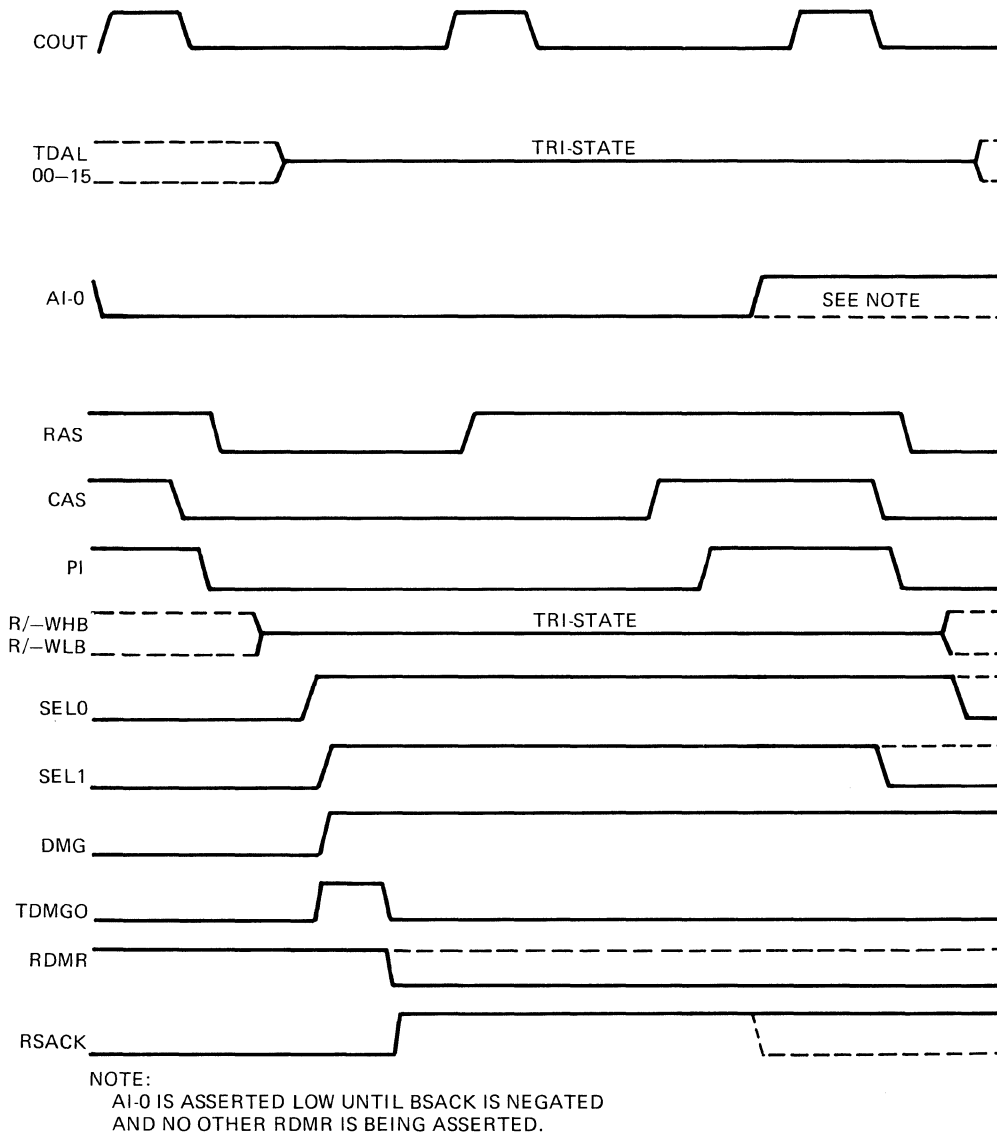 COUT
TDAL
00–15
TRI-STATE
AI-0
SEE NOTE
RAS
CAS
PI
R/–WHB
R/–WLB
TRI-STATE
SEL0
SEL1
DMG
TDMGO
RDMR
RSACK
NOTE:
AI-0 IS ASSERTED LOW UNTIL BSACK IS NEGATED
AND NO OTHER RDMR IS BEING ASSERTED.